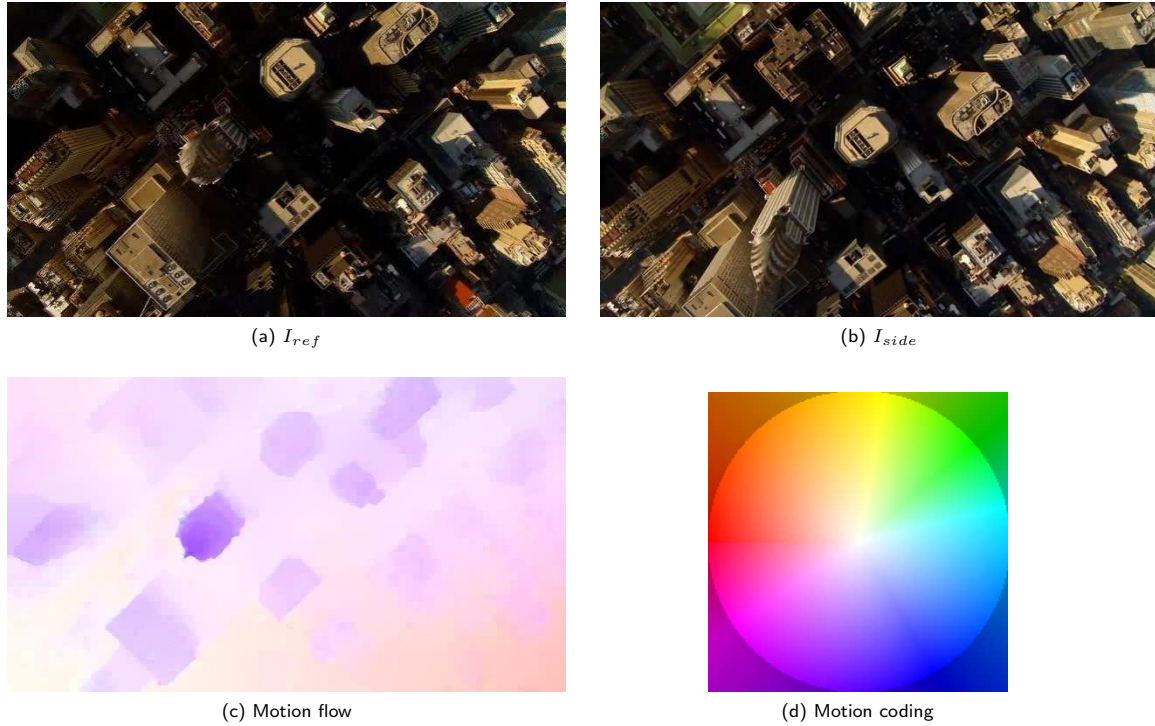 (a) I_ref
(b) I_side
(c) Motion flow
(d) Motion coding